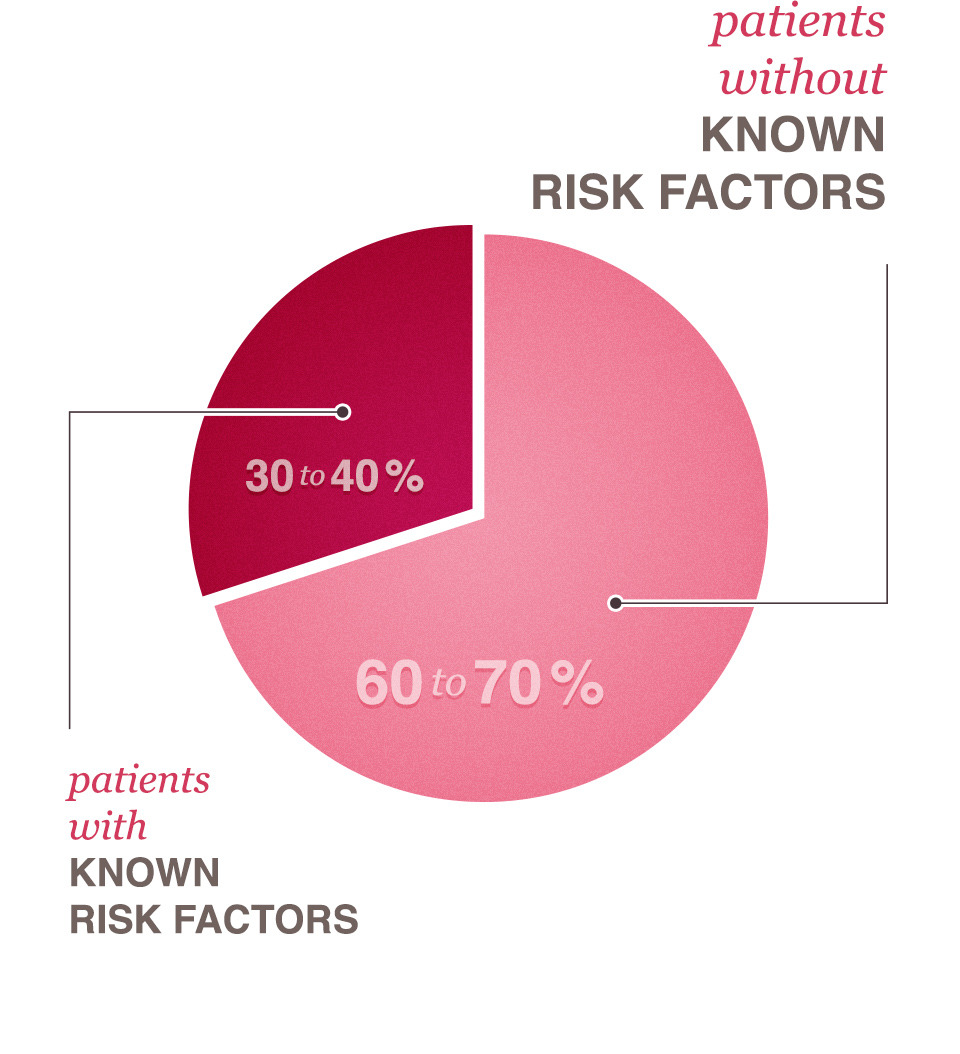 patients
without
KNOWN
RISK FACTORS
30 to 40 %
60 to 70 %
patients
with
KNOWN
RISK FACTORS